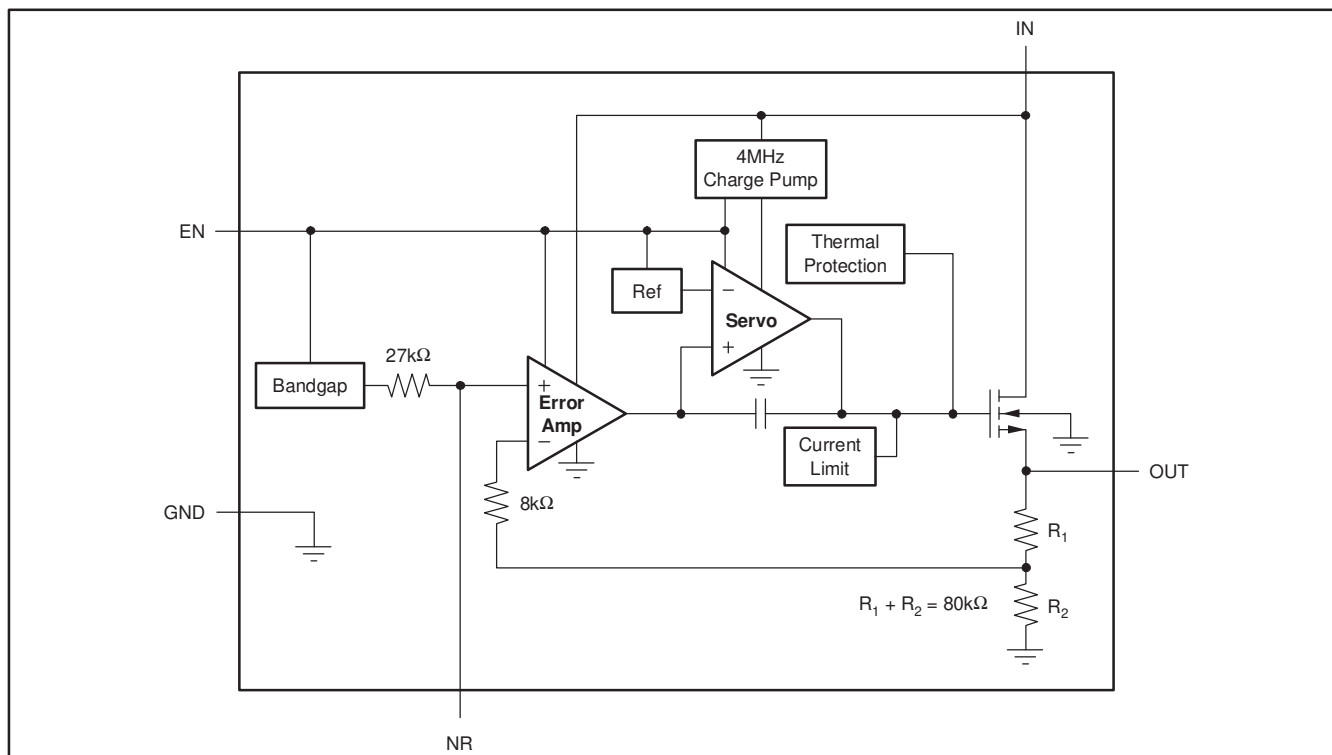 IN
4MHz
Charge Pump
EN
Thermal
Protection
Ref
−
Servo
+
27kΩ
Bandgap
+
Error
Amp
−
Current
Limit
OUT
8kΩ
GND
R1
R1 + R2 = 80kΩ
R2
NR